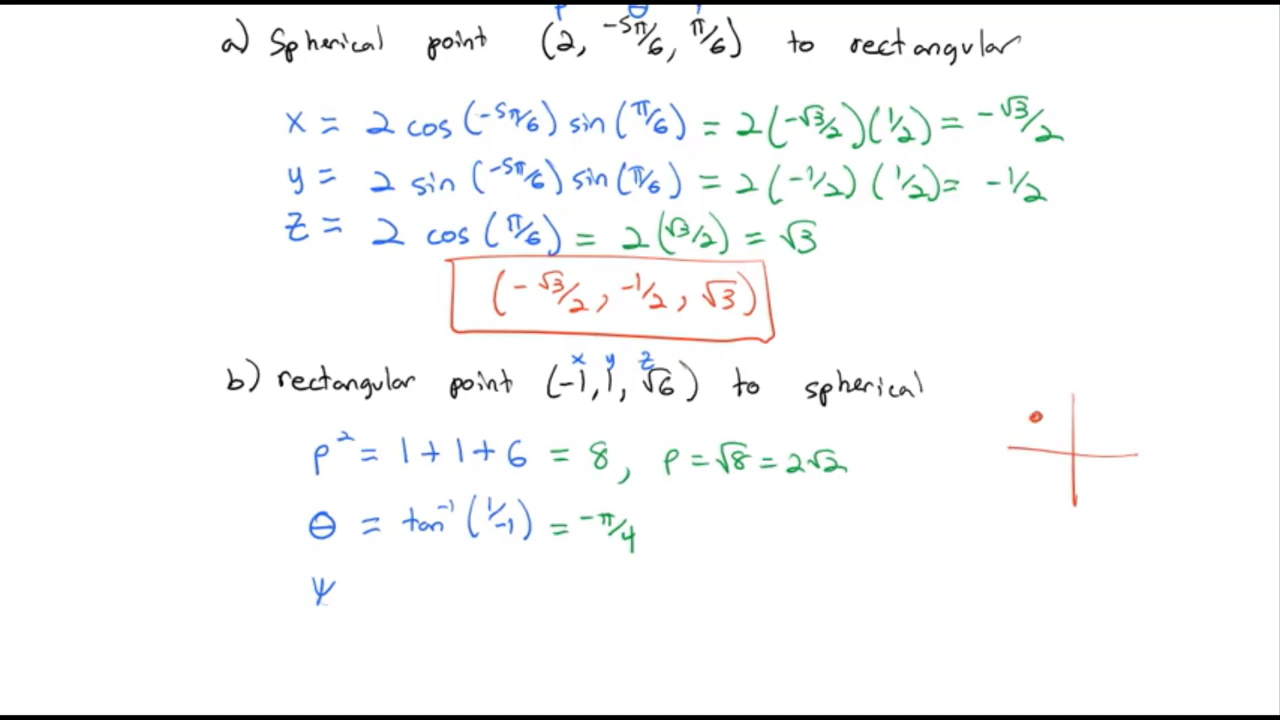 ρ θ
a) Spherical point (2, -5π/6, π/6) to rectangular
x = 2 cos(-5π/6) sin(π/6) = 2(-√3/2)(1/2) = -√3/2
y = 2 sin (-5π/6) sin(π/6) = 2(-1/2) (1/2) = -1/2
z = 2 cos(π/6) = 2(√3/2) = √3
(-√3/2, -1/2, √3)
x y z
b) rectangular point (-1, 1, √6) to spherical
ρ² = 1+1+6 = 8, ρ = √8 = 2√2
θ = tan⁻¹(1/-1) = -π/4
ψ